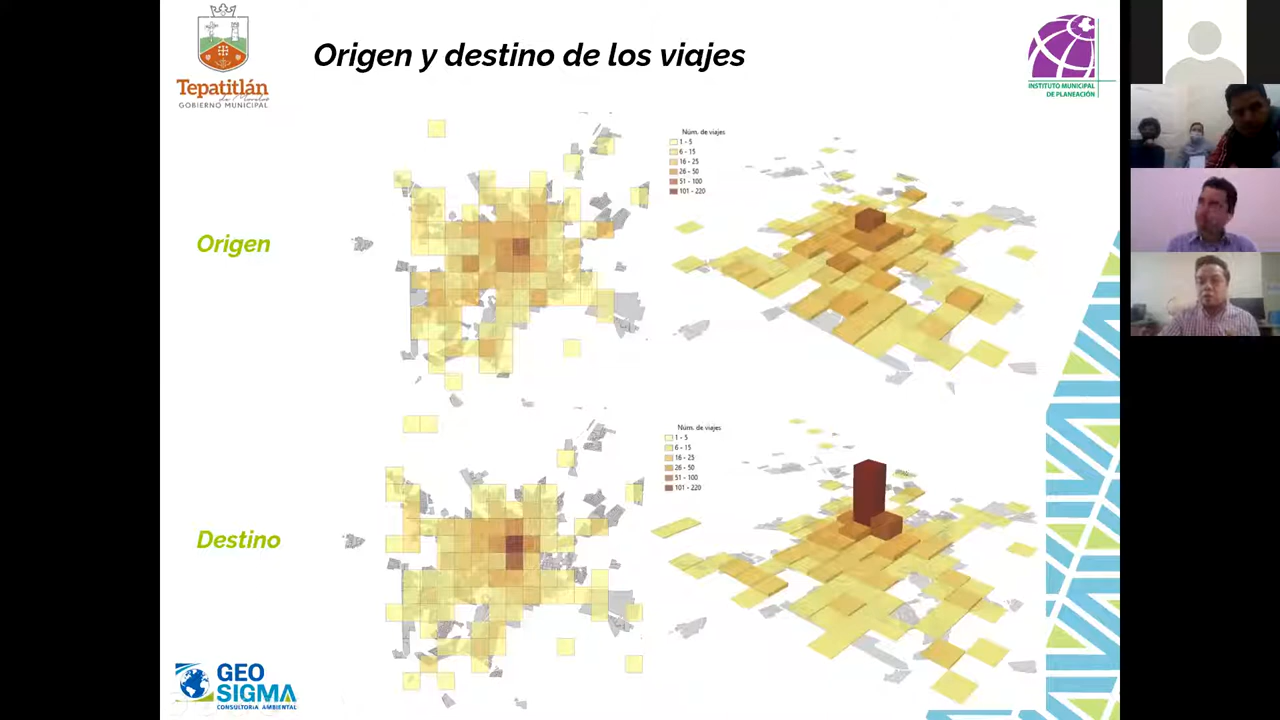 Origen y destino de los viajes
Tepatitlán
de Morelos
GOBIERNO MUNICIPAL
INSTITUTO MUNICIPAL
DE PLANEACIÓN
Origen
Núm. de viajes
1 - 5
6 - 15
16 - 25
26 - 50
51 - 100
101 - 220
Destino
Núm. de viajes
1 - 5
6 - 15
16 - 25
26 - 50
51 - 100
101 - 220
GEO
SIGMA
CONSULTORIA AMBIENTAL